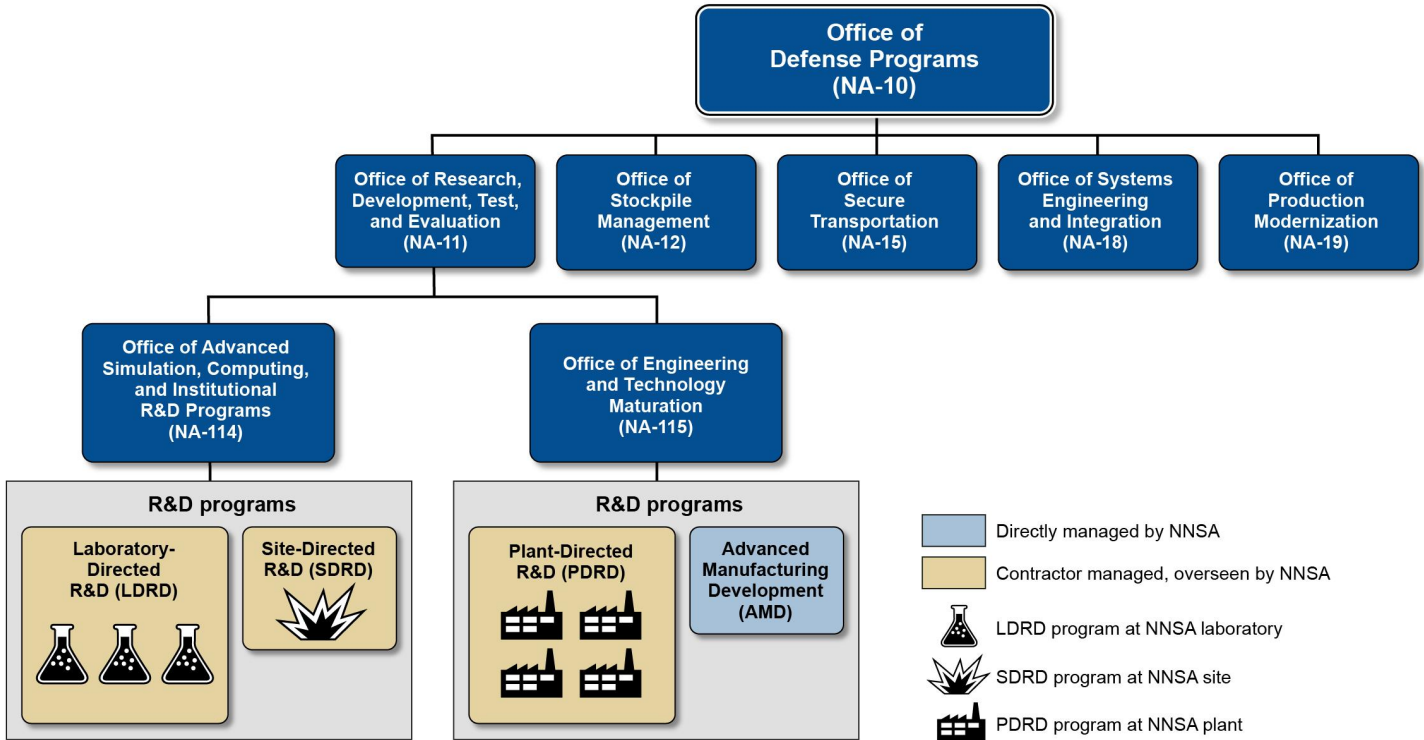 Office of
Defense Programs
(NA-10)
Office of Research,
Development, Test,
and Evaluation
(NA-11)
Office of
Stockpile
Management
(NA-12)
Office of
Secure
Transportation
(NA-15)
Office of Systems
Engineering
and Integration
(NA-18)
Office of
Production
Modernization
(NA-19)
Office of Advanced
Simulation, Computing,
and Institutional
R&D Programs
(NA-114)
Office of Engineering
and Technology
Maturation
(NA-115)
R&D programs
Laboratory-
Directed
R&D (LDRD)
Site-Directed
R&D (SDRD)
R&D programs
Plant-Directed
R&D (PDRD)
Advanced
Manufacturing
Development
(AMD)
Directly managed by NNSA
Contractor managed, overseen by NNSA
LDRD program at NNSA laboratory
SDRD program at NNSA site
PDRD program at NNSA plant